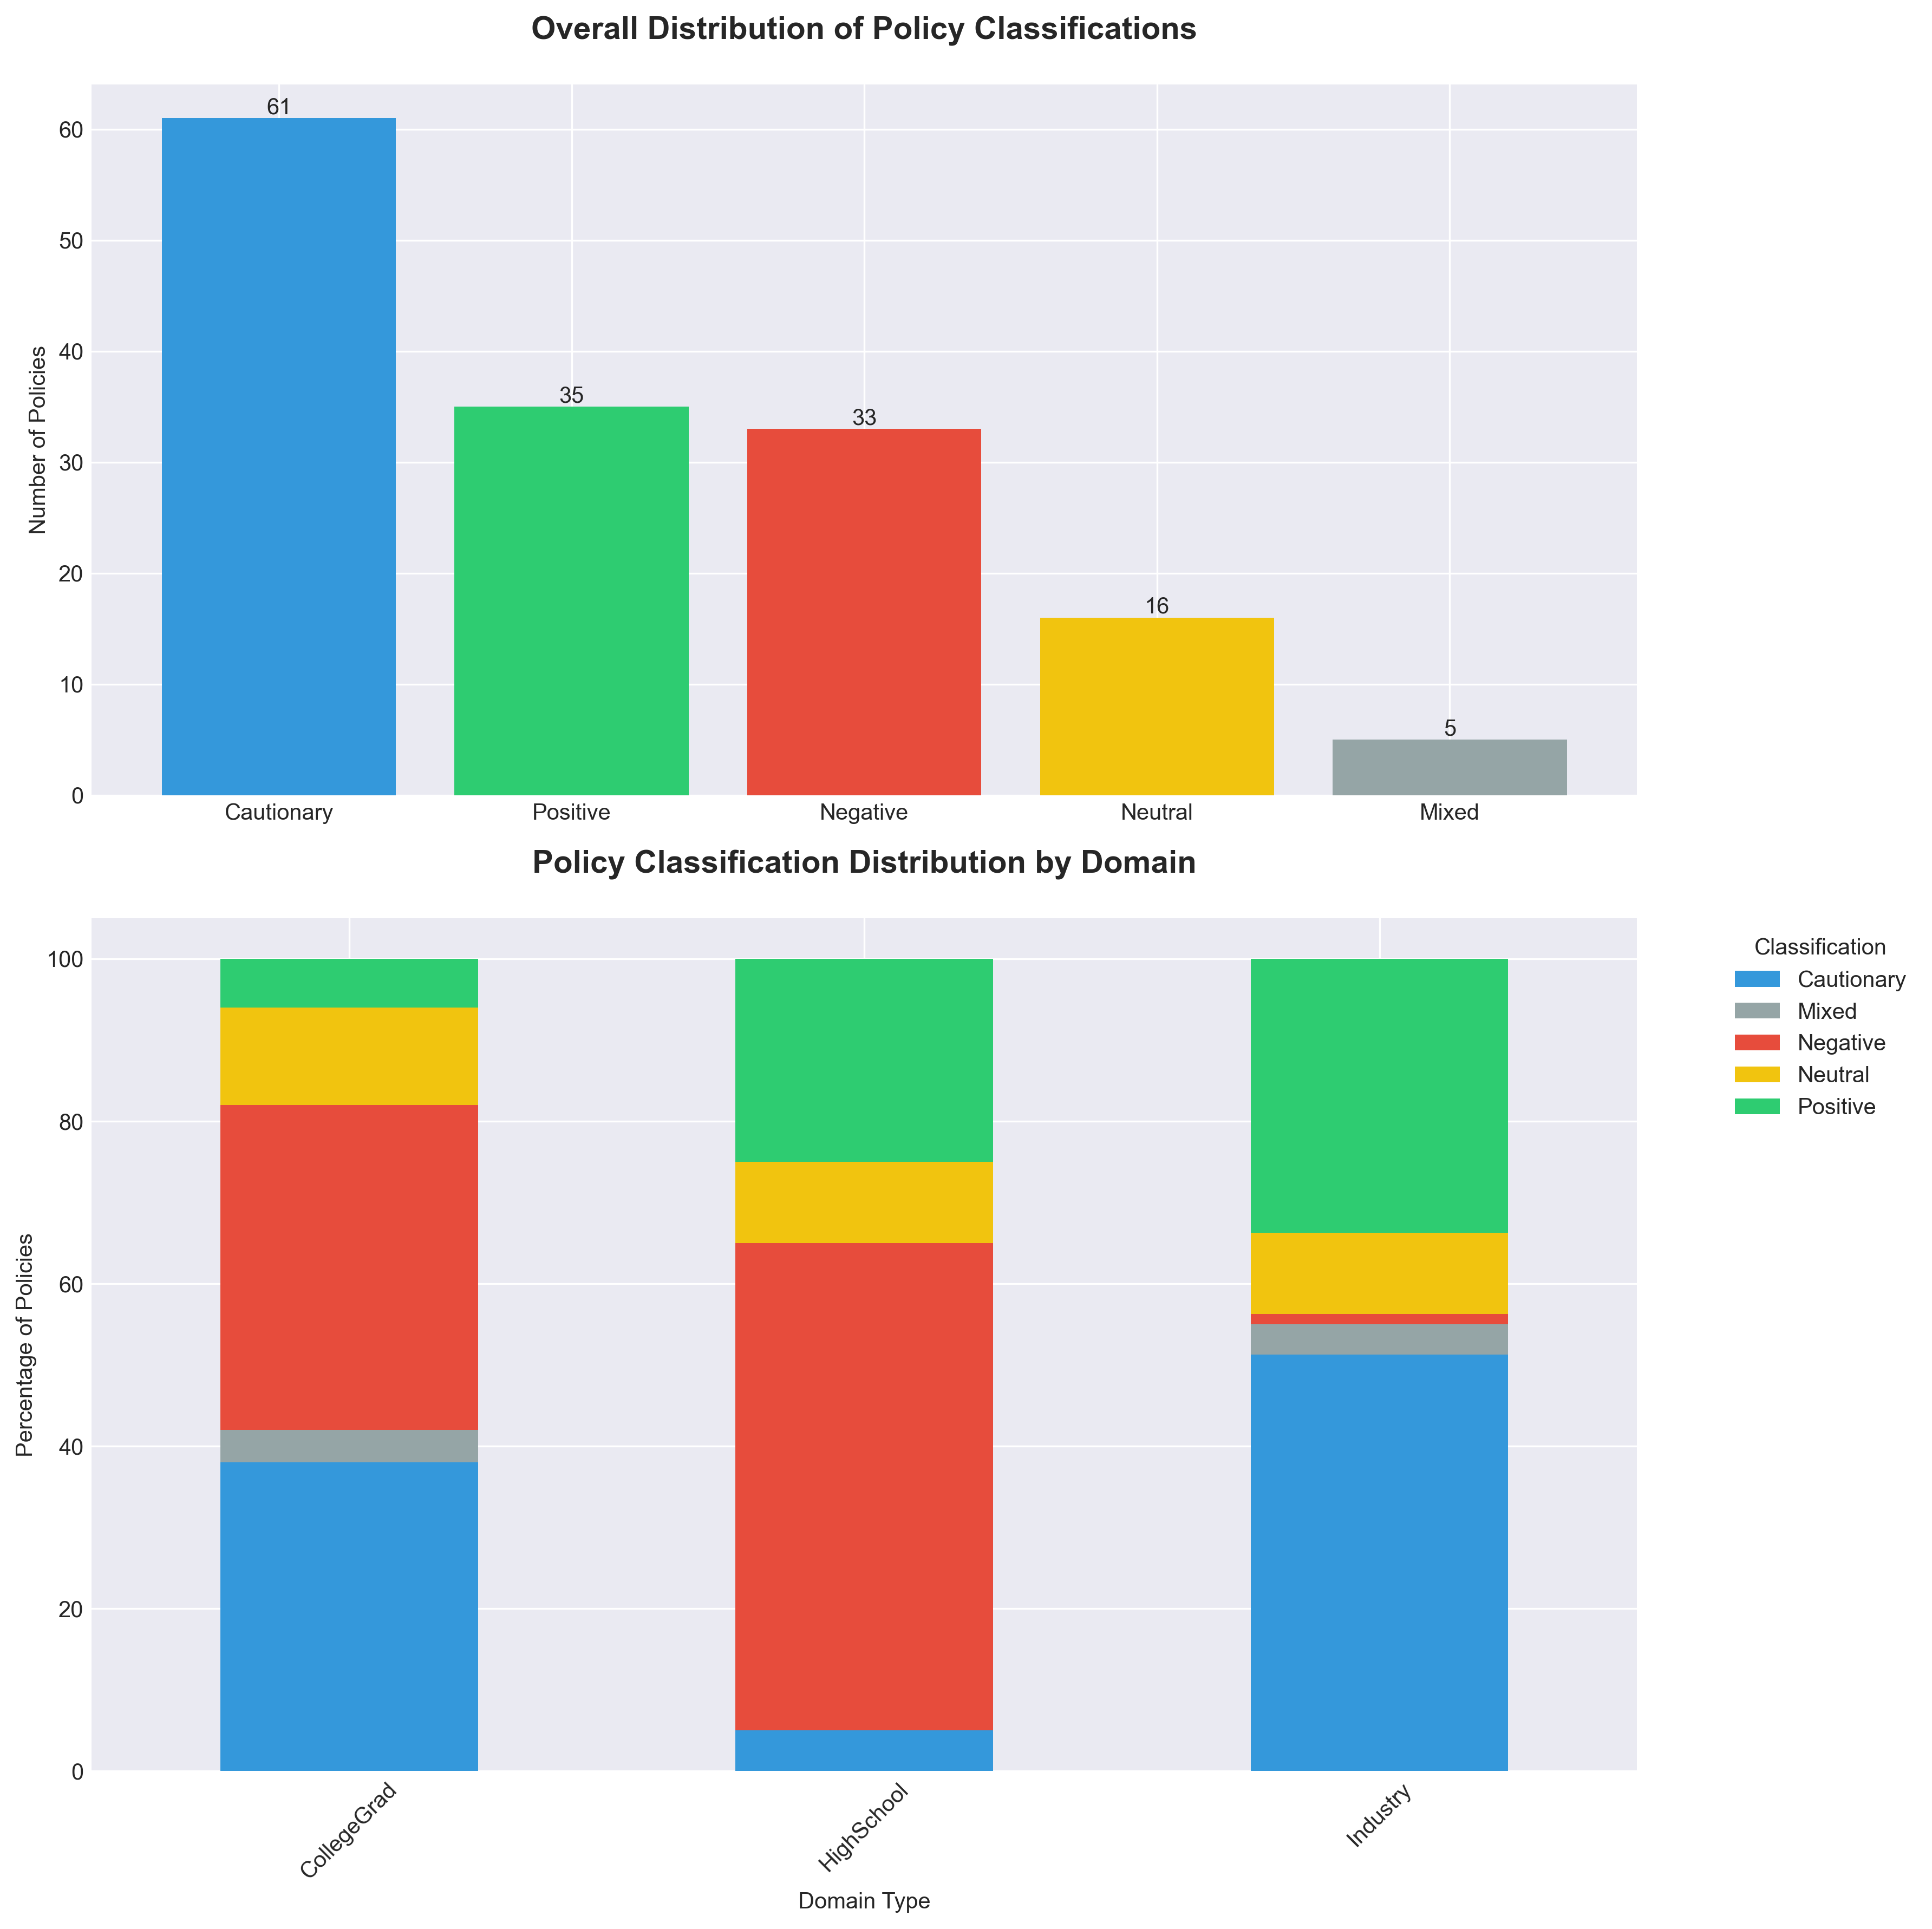 Overall Distribution of Policy Classifications
Number of Policies
60
50
40
30
20
10
0
61
35
33
16
5
Cautionary
Positive
Negative
Neutral
Mixed
Policy Classification Distribution by Domain
Percentage of Policies
100
80
60
40
20
0
CollegeGrad
HighSchool
Industry
Domain Type
Classification
Cautionary
Mixed
Negative
Neutral
Positive